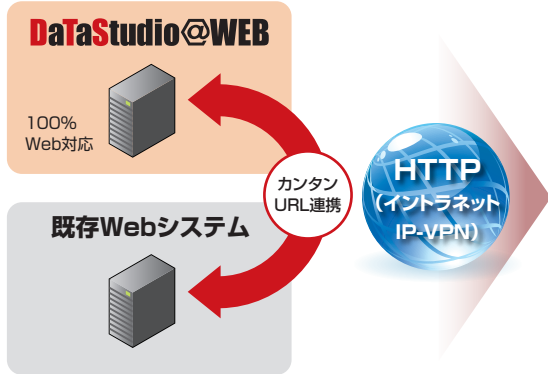 DaTaStudio@WEB
100%
Web対応
カンタン
URL連携
既存Webシステム
HTTP
(イントラネット
IP-VPN)